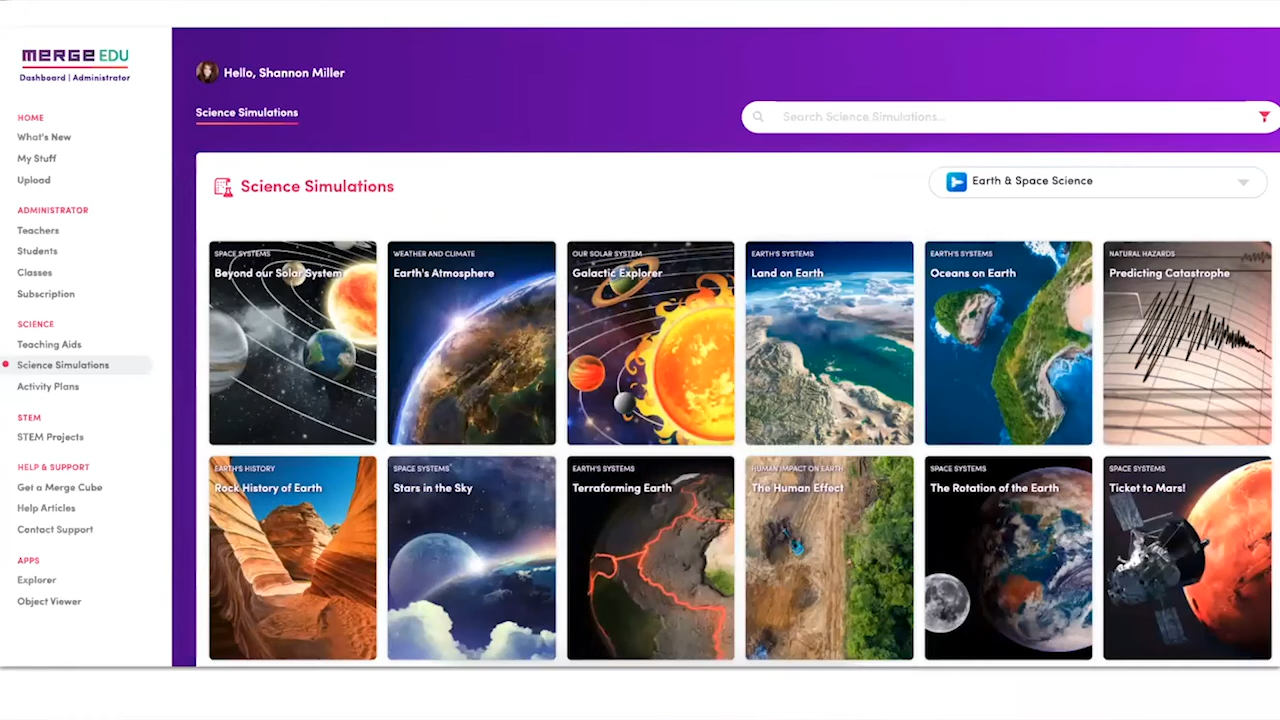 MERGE EDU
Dashboard | Administrator
HOME
What's New
My Stuff
Upload
ADMINISTRATOR
Teachers
Students
Classes
Subscription
SCIENCE
Teaching Aids
Science Simulations
Activity Plans
STEM
STEM Projects
HELP & SUPPORT
Get a Merge Cube
Help Articles
Contact Support
APPS
Explorer
Object Viewer
Hello, Shannon Miller
Science Simulations
Search Science Simulations...
Science Simulations
Earth & Space Science
SPACE SYSTEMS
Beyond our Solar System
WEATHER AND CLIMATE
Earth's Atmosphere
OUR SOLAR SYSTEM
Galactic Explorer
EARTH'S SYSTEMS
Land on Earth
EARTH'S SYSTEMS
Oceans on Earth
NATURAL HAZARDS
Predicting Catastrophe
EARTH'S HISTORY
Rock History of Earth
SPACE SYSTEMS
Stars in the Sky
EARTH'S SYSTEMS
Terraforming Earth
HUMAN IMPACT ON EARTH
The Human Effect
SPACE SYSTEMS
The Rotation of the Earth
SPACE SYSTEMS
Ticket to Mars!